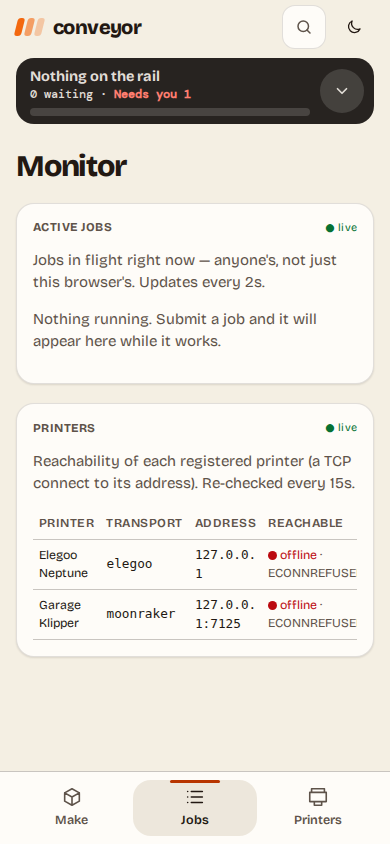 conveyor
Nothing on the rail
0 waiting · Needs you 1
Monitor
ACTIVE JOBS
live
Jobs in flight right now — anyone's, not just
this browser's. Updates every 2s.
Nothing running. Submit a job and it will
appear here while it works.
PRINTERS
live
Reachability of each registered printer (a TCP
connect to its address). Re-checked every 15s.
PRINTER TRANSPORT ADDRESS REACHABLE
Elegoo
Neptune
elegoo
127.0.0.
1
offline ·
ECONNREFUSE
Garage
Klipper
moonraker
127.0.0.
1:7125
offline ·
ECONNREFUSE
Make
Jobs
Printers